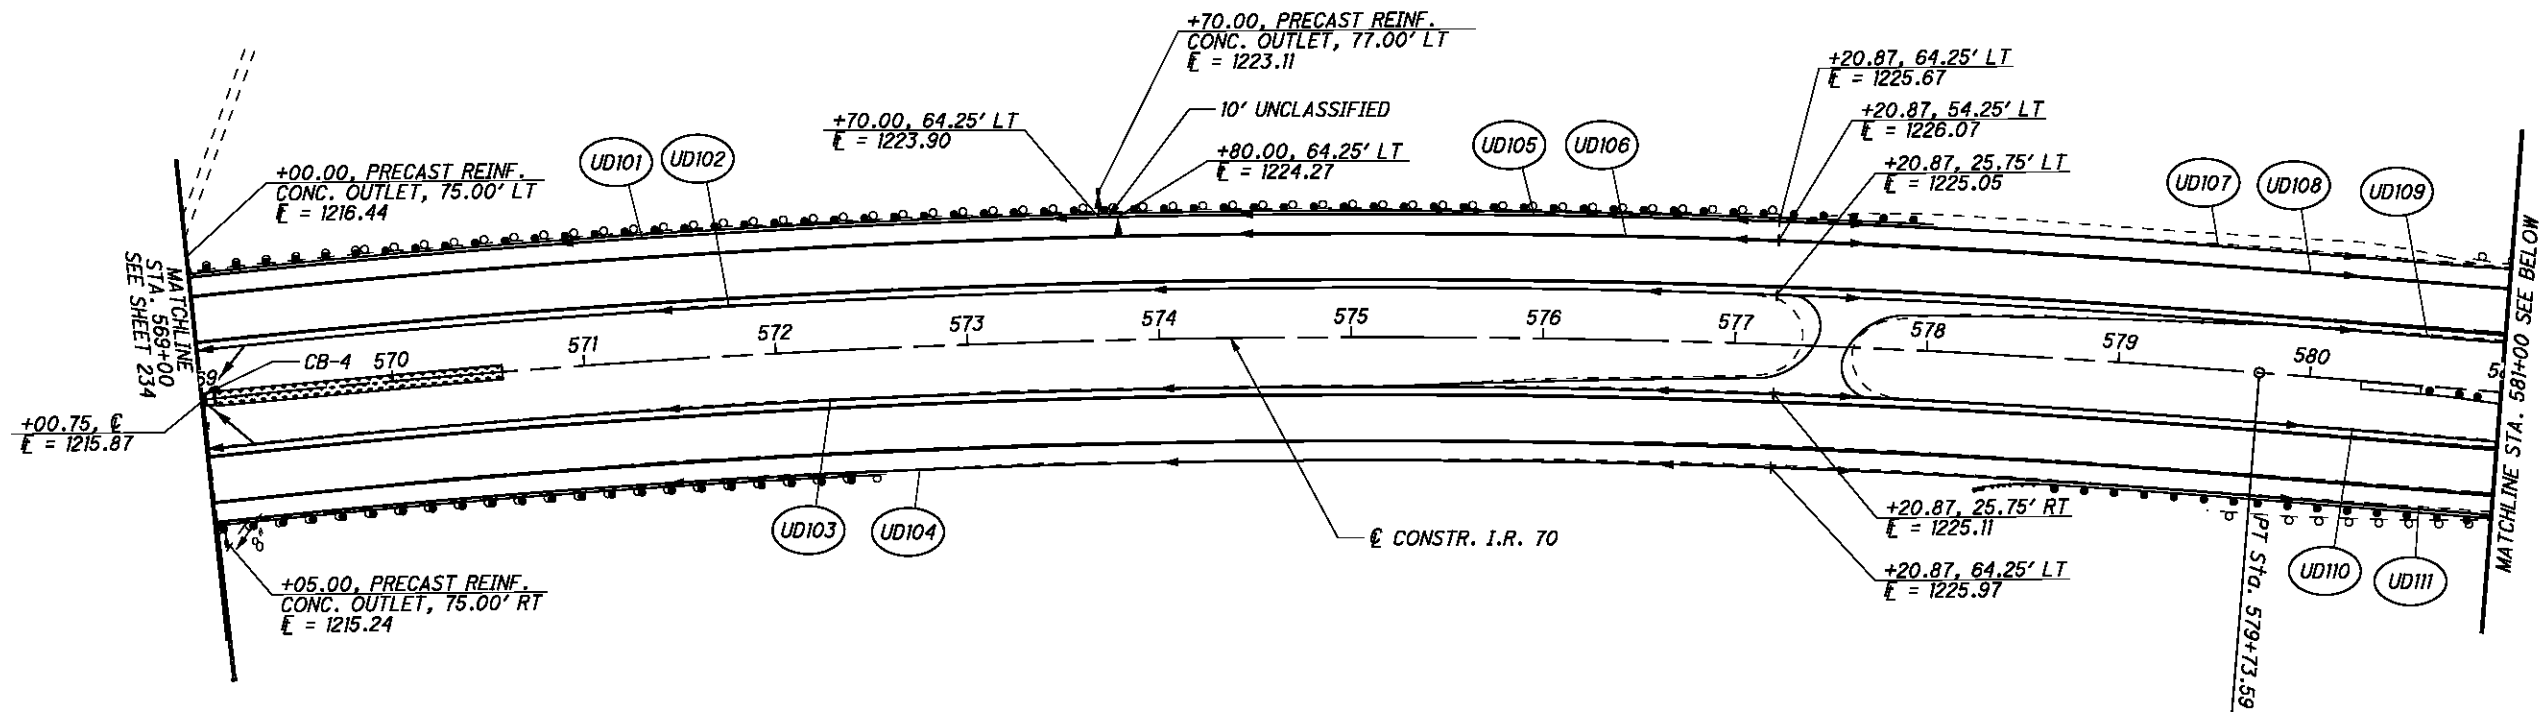 +70.00, PRECAST REINF.
CONC. OUTLET, 77.00' LT
℄ = 1223.11
+20.87, 64.25' LT
℄ = 1225.67
10' UNCLASSIFIED
+70.00, 64.25' LT
℄ = 1223.90
+20.87, 54.25' LT
℄ = 1226.07
+80.00, 64.25' LT
℄ = 1224.27
+20.87, 25.75' LT
℄ = 1225.05
+00.00, PRECAST REINF.
CONC. OUTLET, 75.00' LT
℄ = 1216.44
UD101
UD102
UD105
UD106
UD107
UD108
UD109
MATCHLINE
STA. 569+00
SEE SHEET 234
MATCHLINE STA. 581+00 SEE BELOW
CB-4
570
571
572
573
574
575
576
577
578
579
580
+00.75, ℄
℄ = 1215.87
UD103
UD104
℄ CONSTR. I.R. 70
+20.87, 25.75' RT
℄ = 1225.11
+20.87, 64.25' LT
℄ = 1225.97
UD110
UD111
PT Sta. 579+73.59
+05.00, PRECAST REINF.
CONC. OUTLET, 75.00' RT
℄ = 1215.24